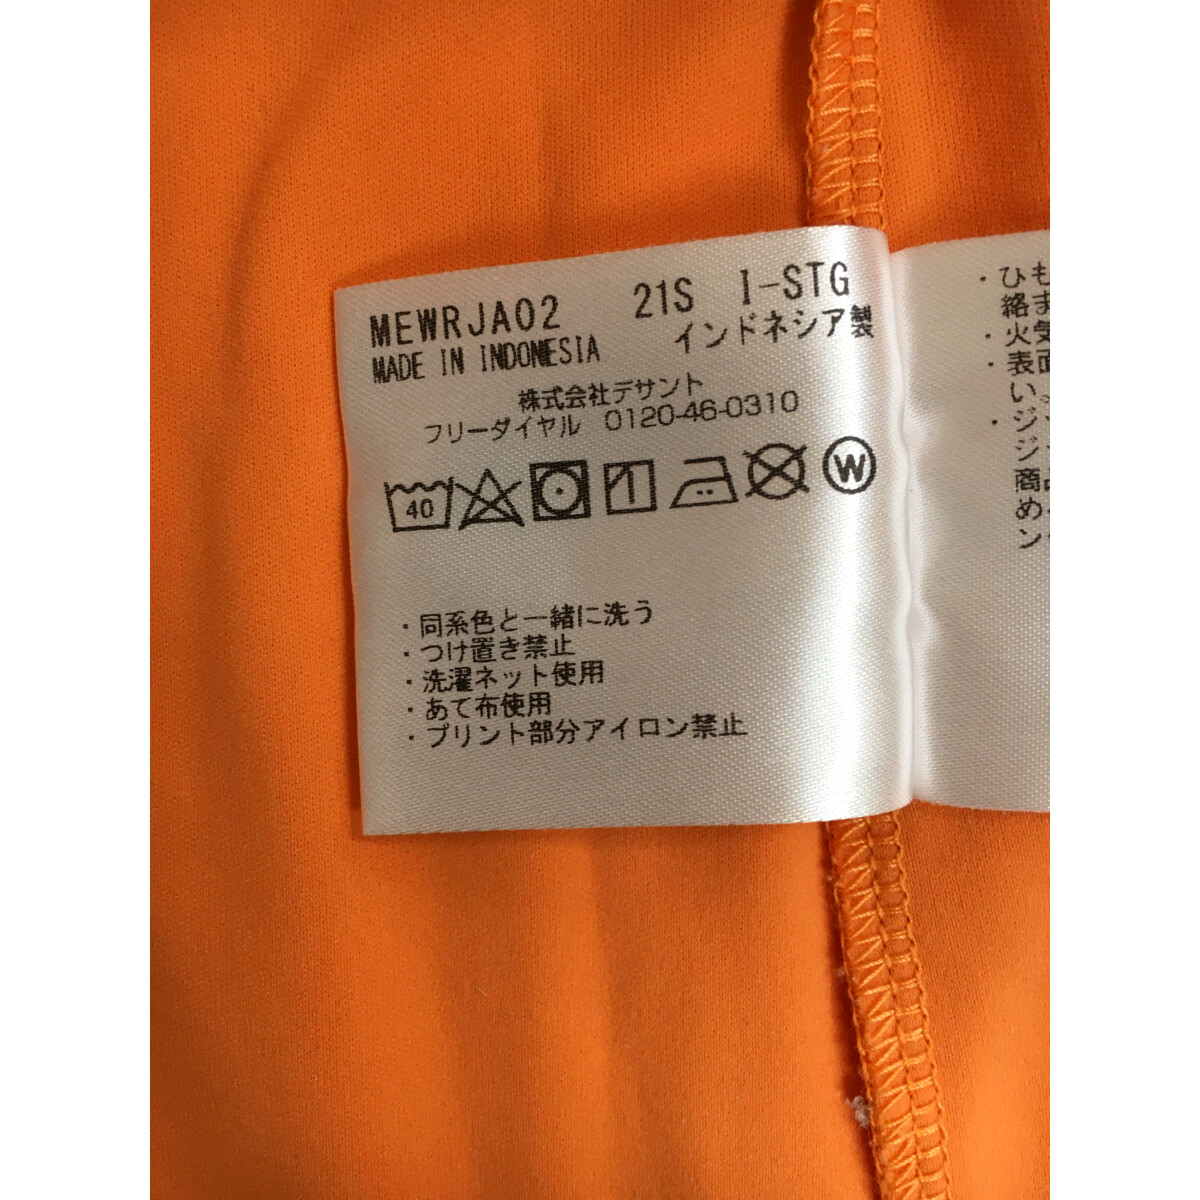 MEWRJA02 21S I-STG
MADE IN INDONESIA インドネシア製
株式会社デサント
フリーダイヤル 0120-46-0310
40 W
・同系色と一緒に洗う
・つけ置き禁止
・洗濯ネット使用
・あて布使用
・プリント部分アイロン禁止
・ひも
絡ま
・火気
・表面
い。
・ジッ
ジ
商品
め
ン